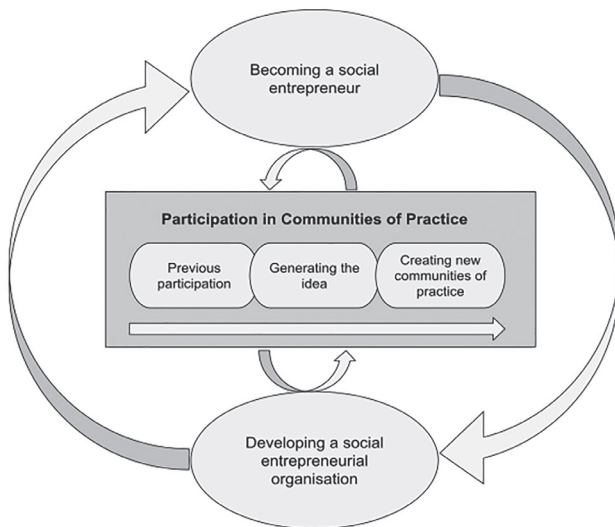 Becoming a social
entrepreneur
Participation in Communities of Practice
Previous
participation
Generating the
idea
Creating new
communities of
practice
Developing a social
entrepreneurial
organisation